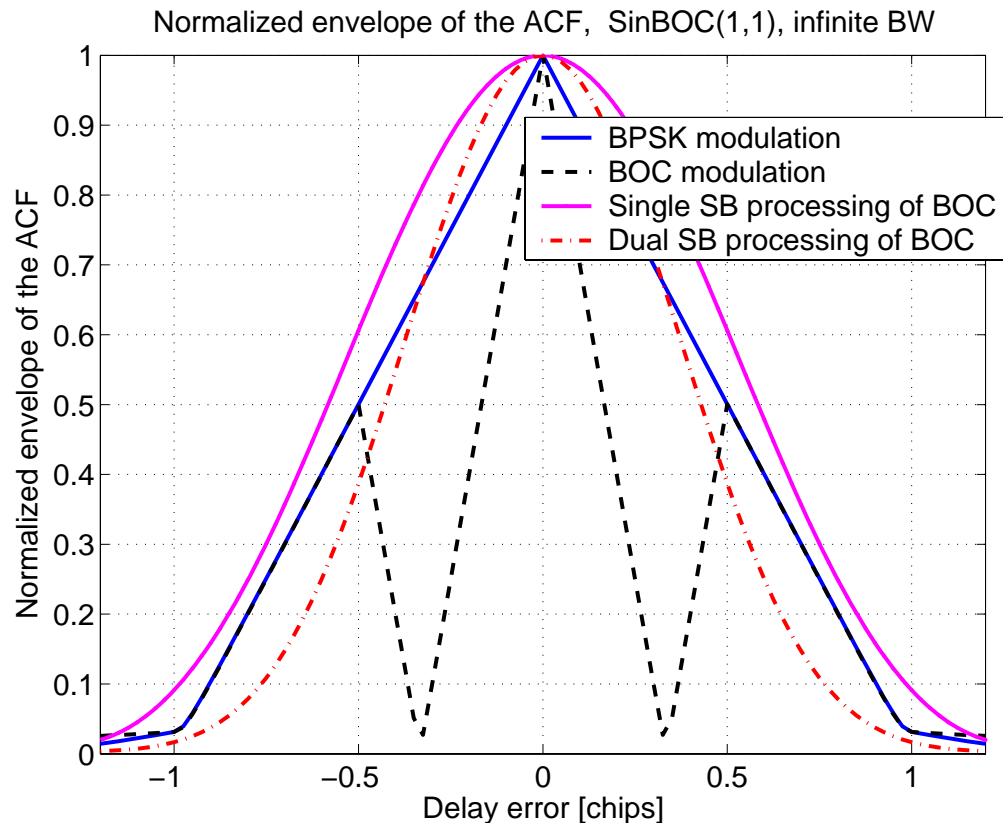 Normalized envelope of the ACF,  SinBOC(1,1), infinite BW
1
0.9
0.8
0.7
0.6
0.5
0.4
0.3
0.2
0.1
0
Normalized envelope of the ACF
BPSK modulation
BOC modulation
Single SB processing of BOC
Dual SB processing of BOC
−1
−0.5
0
0.5
1
Delay error [chips]